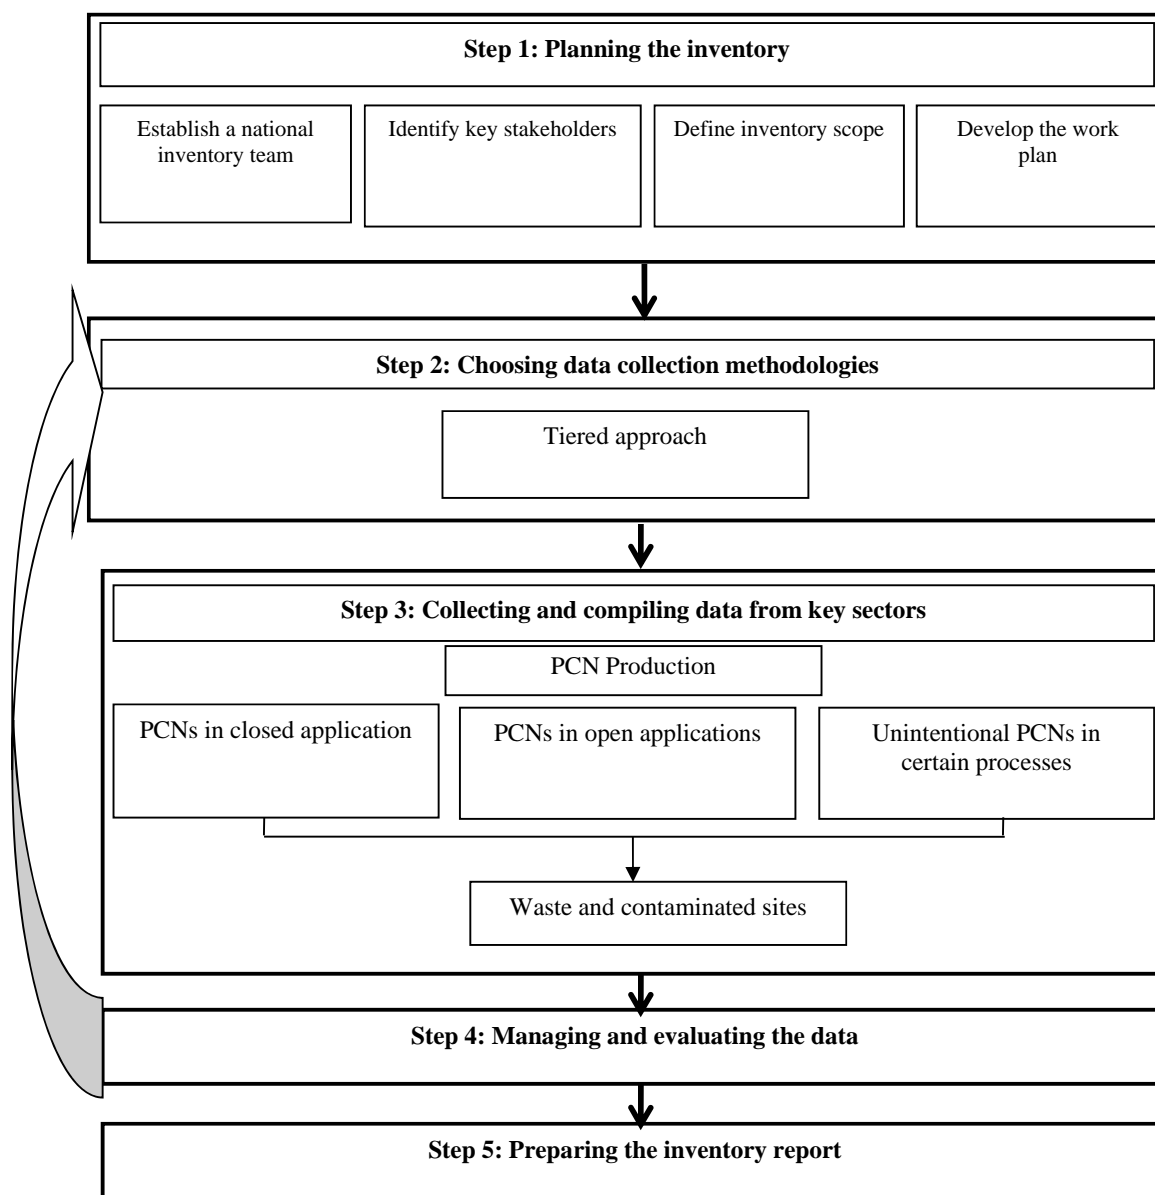 Step 1: Planning the inventory
Establish a national
inventory team
Identify key stakeholders
Define inventory scope
Develop the work
plan
Step 2: Choosing data collection methodologies
Tiered approach
Step 3: Collecting and compiling data from key sectors
PCN Production
PCNs in closed application
PCNs in open applications
Unintentional PCNs in
certain processes
Waste and contaminated sites
Step 4: Managing and evaluating the data
Step 5: Preparing the inventory report